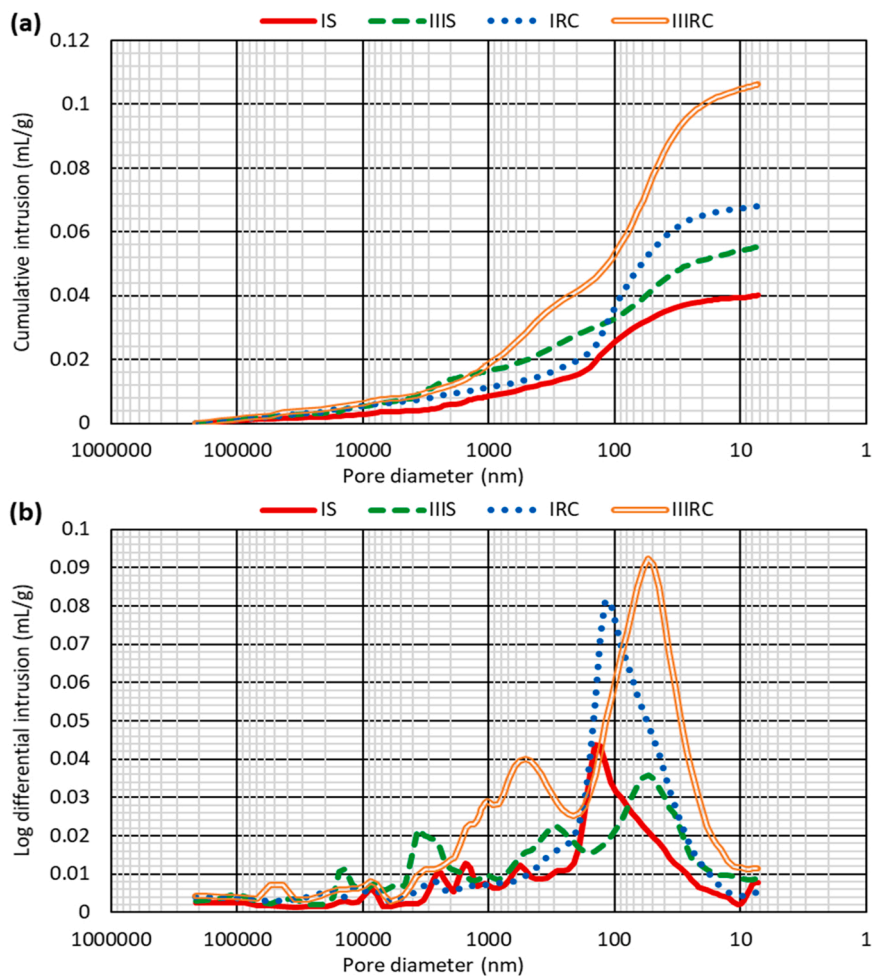 (a)
IS IIIS IRC IIIRC
0.12
0.1
0.08
0.06
0.04
0.02
0
Cumulative intrusion (mL/g)
1000000 100000 10000 1000 100 10 1
Pore diameter (nm)
(b)
IS IIIS IRC IIIRC
0.1
0.09
0.08
0.07
0.06
0.05
0.04
0.03
0.02
0.01
0
Log differential intrusion (mL/g)
1000000 100000 10000 1000 100 10 1
Pore diameter (nm)